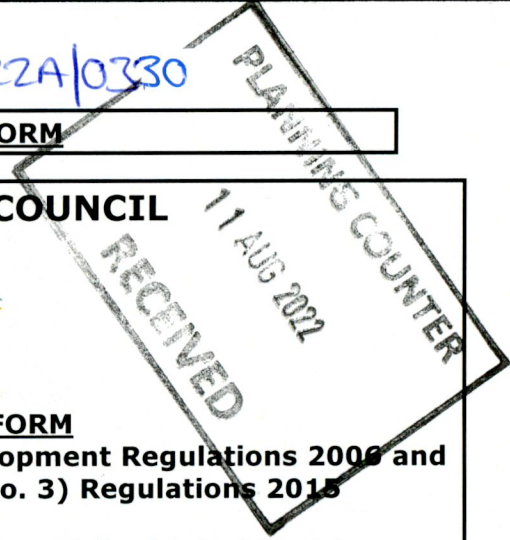 22A/0330
ORM
COUNCIL
PLANNING COUNTER
11 AUG 2022
RECEIVED
FORM
opment Regulations 2006 and
o. 3) Regulations 2015